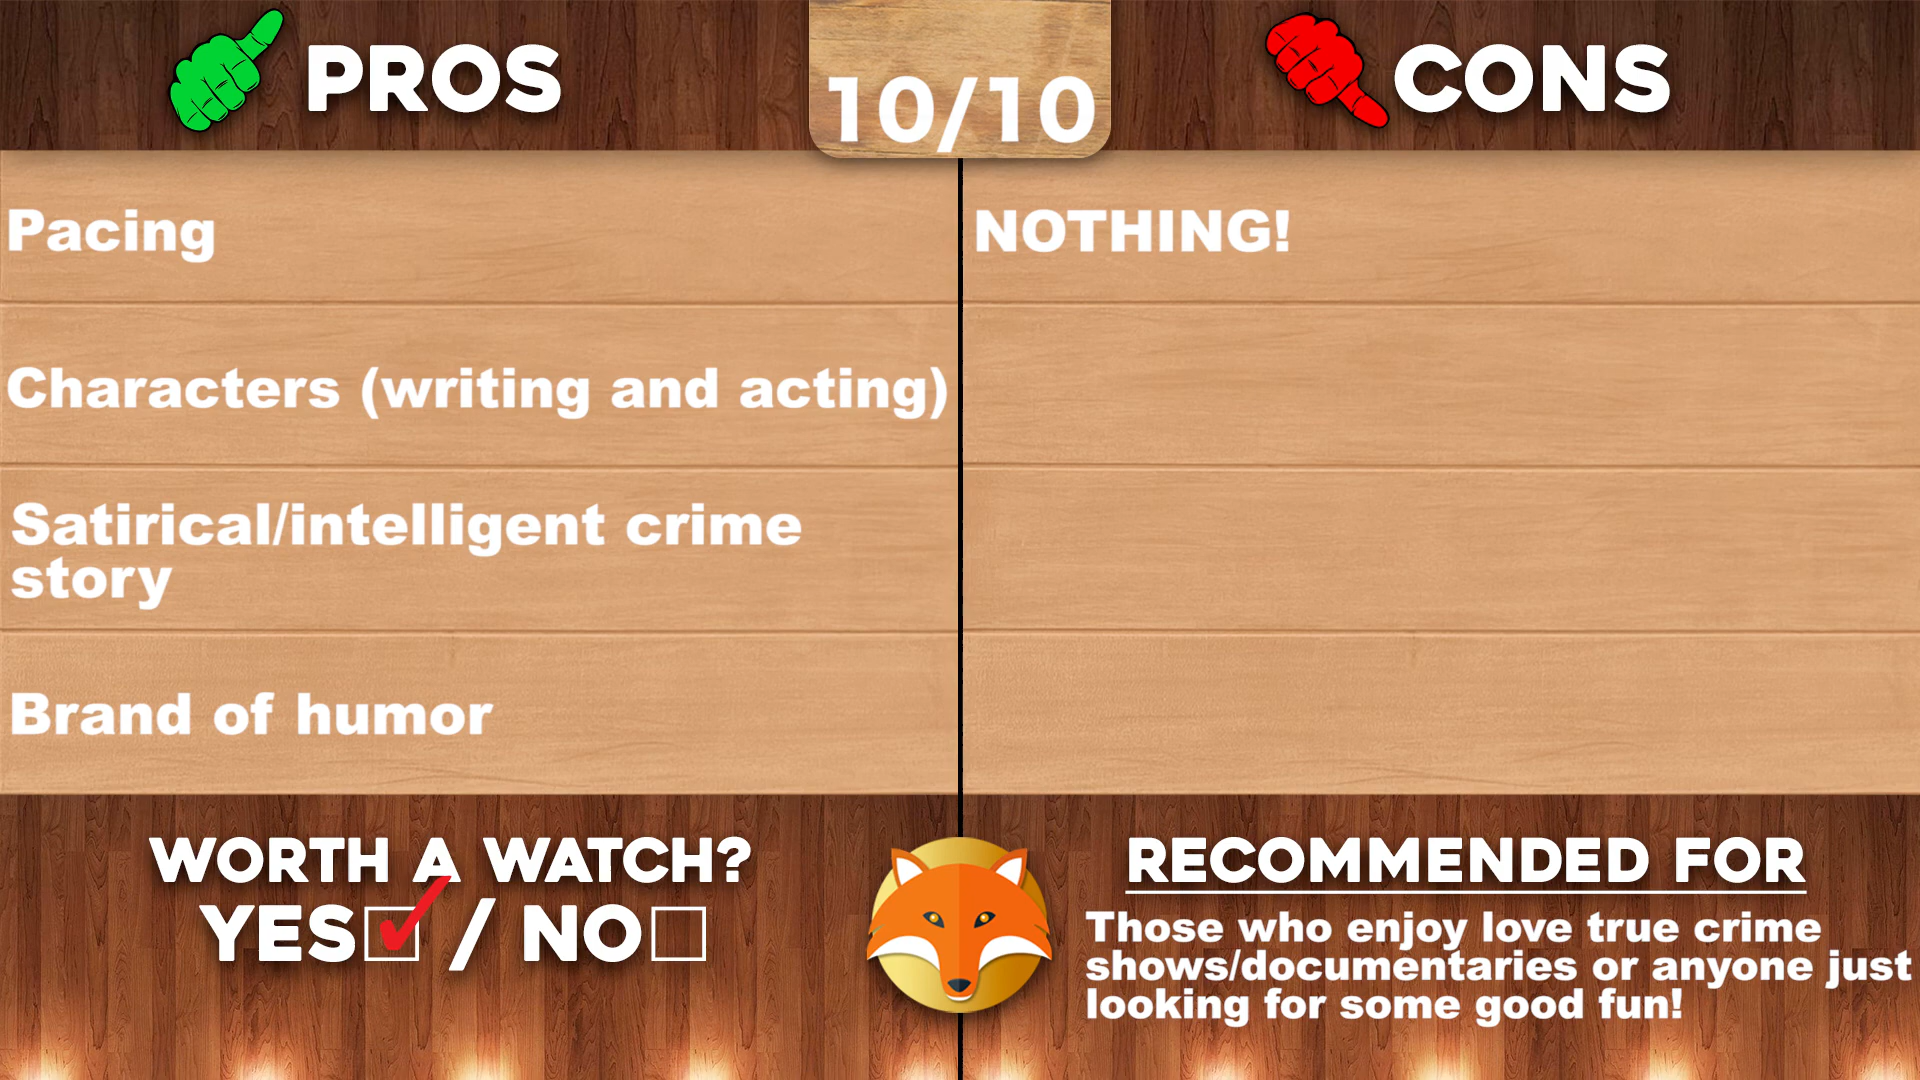 PROS
10/10
CONS
Pacing
Characters (writing and acting)
Satirical/intelligent crime
story
Brand of humor
NOTHING!
WORTH A WATCH?
YES / NO
RECOMMENDED FOR
Those who enjoy love true crime
shows/documentaries or anyone just
looking for some good fun!